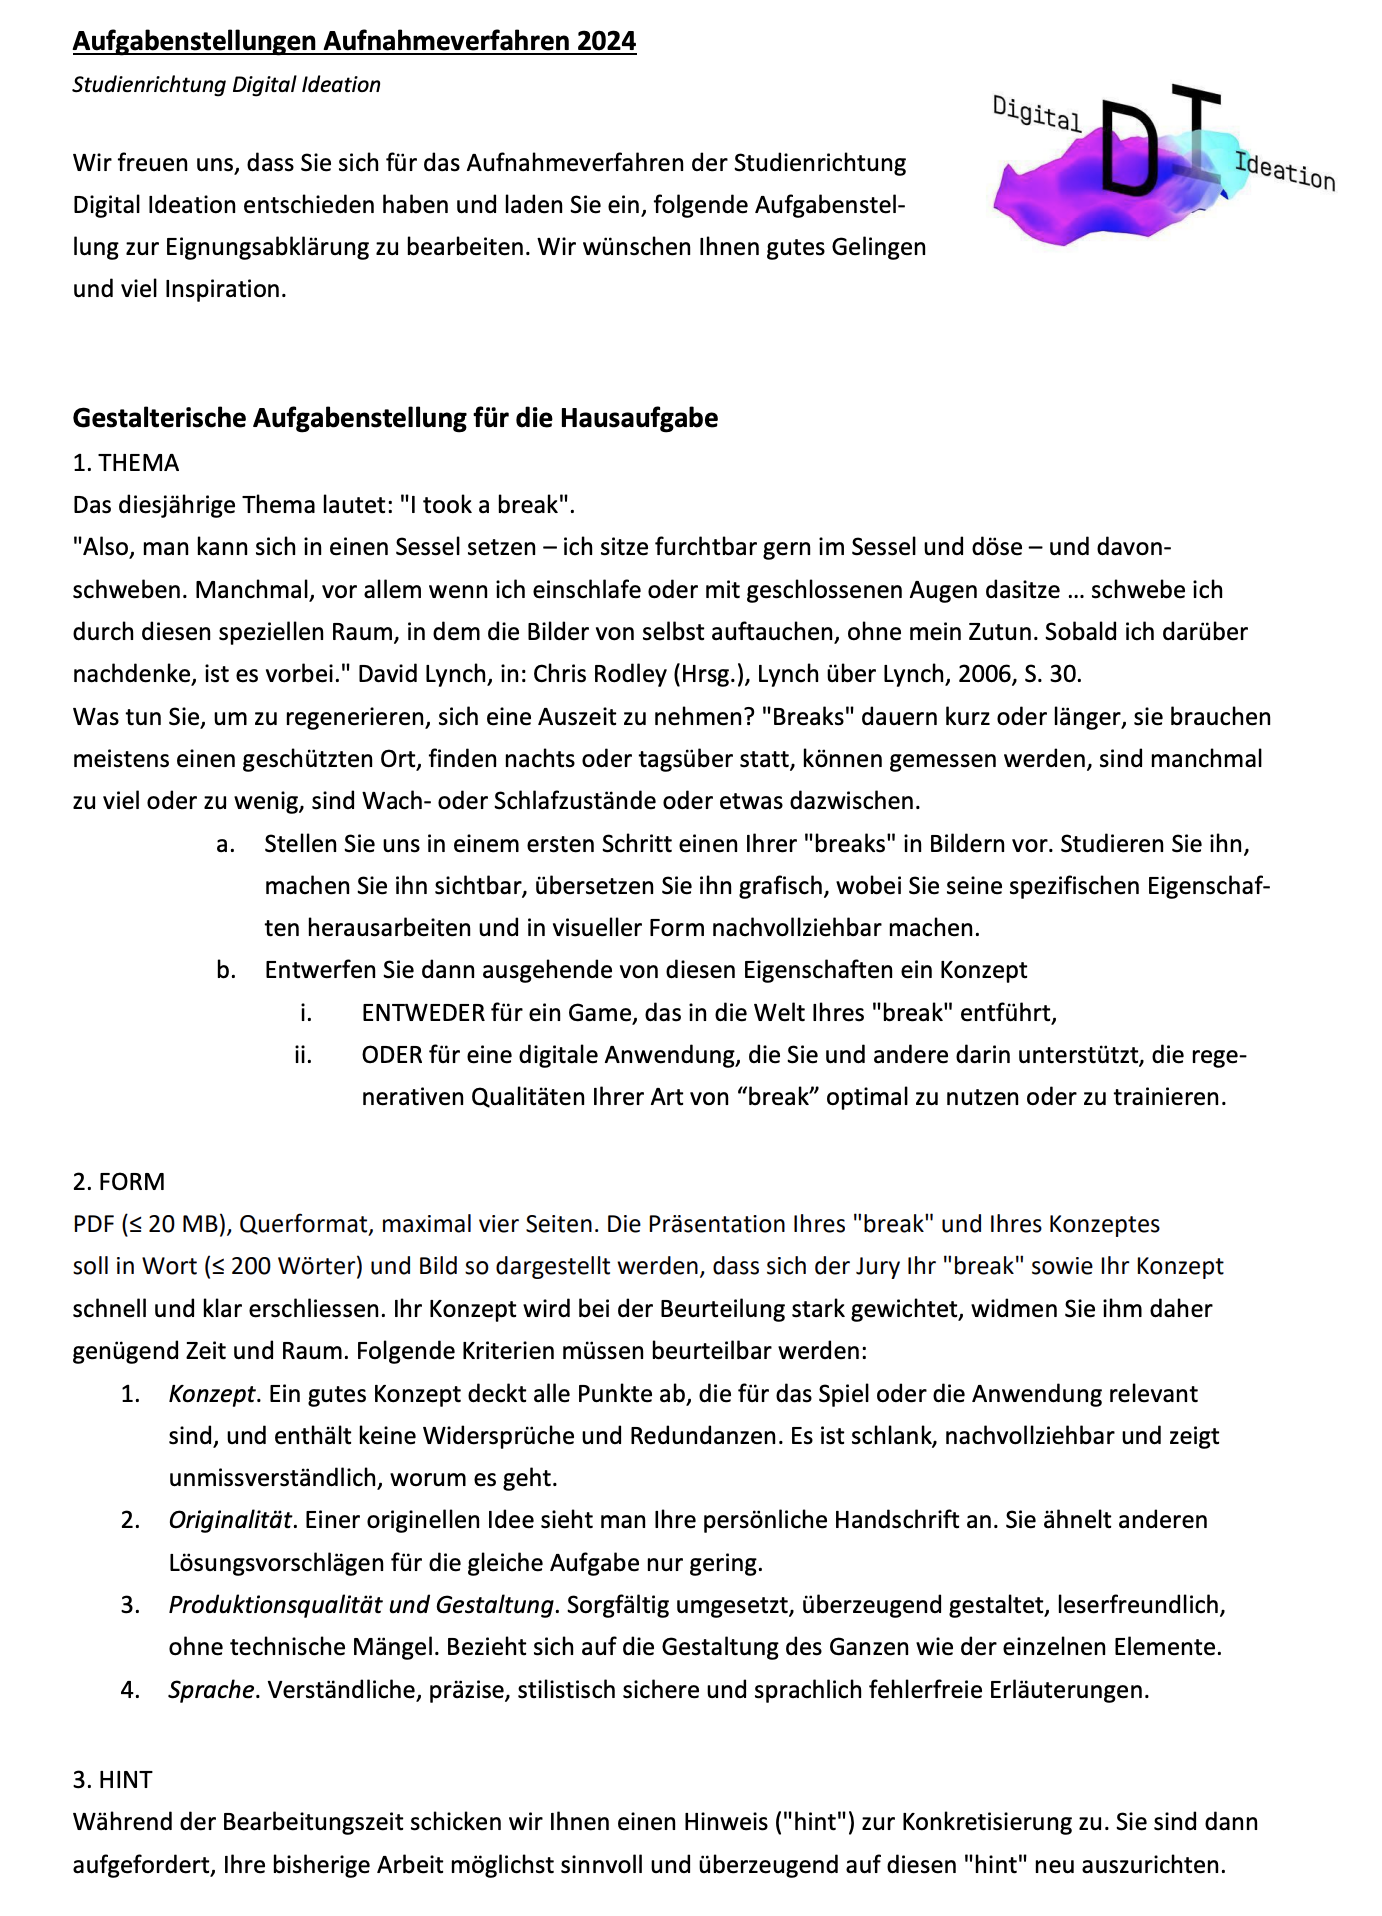 Aufgabenstellungen Aufnahmeverfahren 2024
Studienrichtung Digital Ideation
Digital DI Ideation
Wir freuen uns, dass Sie sich für das Aufnahmeverfahren der Studienrichtung
Digital Ideation entschieden haben und laden Sie ein, folgende Aufgabenstel-
lung zur Eignungsabklärung zu bearbeiten. Wir wünschen Ihnen gutes Gelingen
und viel Inspiration.
Gestalterische Aufgabenstellung für die Hausaufgabe
1. THEMA
Das diesjährige Thema lautet: "I took a break".
"Also, man kann sich in einen Sessel setzen – ich sitze furchtbar gern im Sessel und döse – und davon-
schweben. Manchmal, vor allem wenn ich einschlafe oder mit geschlossenen Augen dasitze ... schwebe ich
durch diesen speziellen Raum, in dem die Bilder von selbst auftauchen, ohne mein Zutun. Sobald ich darüber
nachdenke, ist es vorbei." David Lynch, in: Chris Rodley (Hrsg.), Lynch über Lynch, 2006, S. 30.
Was tun Sie, um zu regenerieren, sich eine Auszeit zu nehmen? "Breaks" dauern kurz oder länger, sie brauchen
meistens einen geschützten Ort, finden nachts oder tagsüber statt, können gemessen werden, sind manchmal
zu viel oder zu wenig, sind Wach- oder Schlafzustände oder etwas dazwischen.
a. Stellen Sie uns in einem ersten Schritt einen Ihrer "breaks" in Bildern vor. Studieren Sie ihn,
machen Sie ihn sichtbar, übersetzen Sie ihn grafisch, wobei Sie seine spezifischen Eigenschaf-
ten herausarbeiten und in visueller Form nachvollziehbar machen.
b. Entwerfen Sie dann ausgehende von diesen Eigenschaften ein Konzept
i. ENTWEDER für ein Game, das in die Welt Ihres "break" entführt,
ii. ODER für eine digitale Anwendung, die Sie und andere darin unterstützt, die rege-
nerativen Qualitäten Ihrer Art von “break” optimal zu nutzen oder zu trainieren.
2. FORM
PDF (≤ 20 MB), Querformat, maximal vier Seiten. Die Präsentation Ihres "break" und Ihres Konzeptes
soll in Wort (≤ 200 Wörter) und Bild so dargestellt werden, dass sich der Jury Ihr "break" sowie Ihr Konzept
schnell und klar erschliessen. Ihr Konzept wird bei der Beurteilung stark gewichtet, widmen Sie ihm daher
genügend Zeit und Raum. Folgende Kriterien müssen beurteilbar werden:
1. Konzept. Ein gutes Konzept deckt alle Punkte ab, die für das Spiel oder die Anwendung relevant
sind, und enthält keine Widersprüche und Redundanzen. Es ist schlank, nachvollziehbar und zeigt
unmissverständlich, worum es geht.
2. Originalität. Einer originellen Idee sieht man Ihre persönliche Handschrift an. Sie ähnelt anderen
Lösungsvorschlägen für die gleiche Aufgabe nur gering.
3. Produktionsqualität und Gestaltung. Sorgfältig umgesetzt, überzeugend gestaltet, leserfreundlich,
ohne technische Mängel. Bezieht sich auf die Gestaltung des Ganzen wie der einzelnen Elemente.
4. Sprache. Verständliche, präzise, stilistisch sichere und sprachlich fehlerfreie Erläuterungen.
3. HINT
Während der Bearbeitungszeit schicken wir Ihnen einen Hinweis ("hint") zur Konkretisierung zu. Sie sind dann
aufgefordert, Ihre bisherige Arbeit möglichst sinnvoll und überzeugend auf diesen "hint" neu auszurichten.